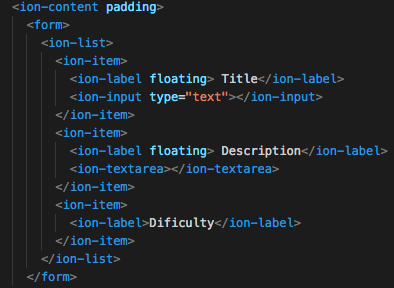 <ion-content padding>
<form>
<ion-list>
<ion-item>
<ion-label floating> Title</ion-label>
<ion-input type="text"></ion-input>
</ion-item>
<ion-item>
<ion-label floating> Description</ion-label>
<ion-textarea></ion-textarea>
</ion-item>
<ion-item>
<ion-label>Dificulty</ion-label>
</ion-item>
</ion-list>
</form>